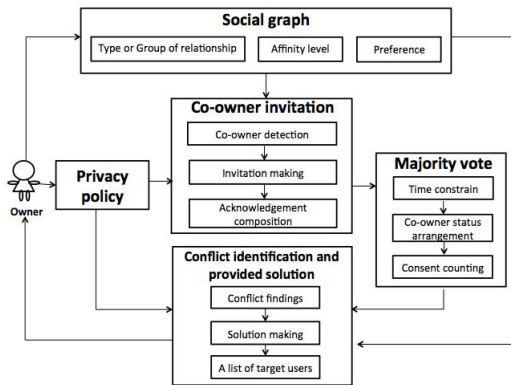 Social graph
Type or Group of relationship
Affinity level
Preference
Co-owner invitation
Co-owner detection
Invitation making
Acknowledgement
composition
Owner
Privacy
policy
Majority vote
Time constrain
Co-owner status
arrangement
Consent counting
Conflict identification and
provided solution
Conflict findings
Solution making
A list of target users